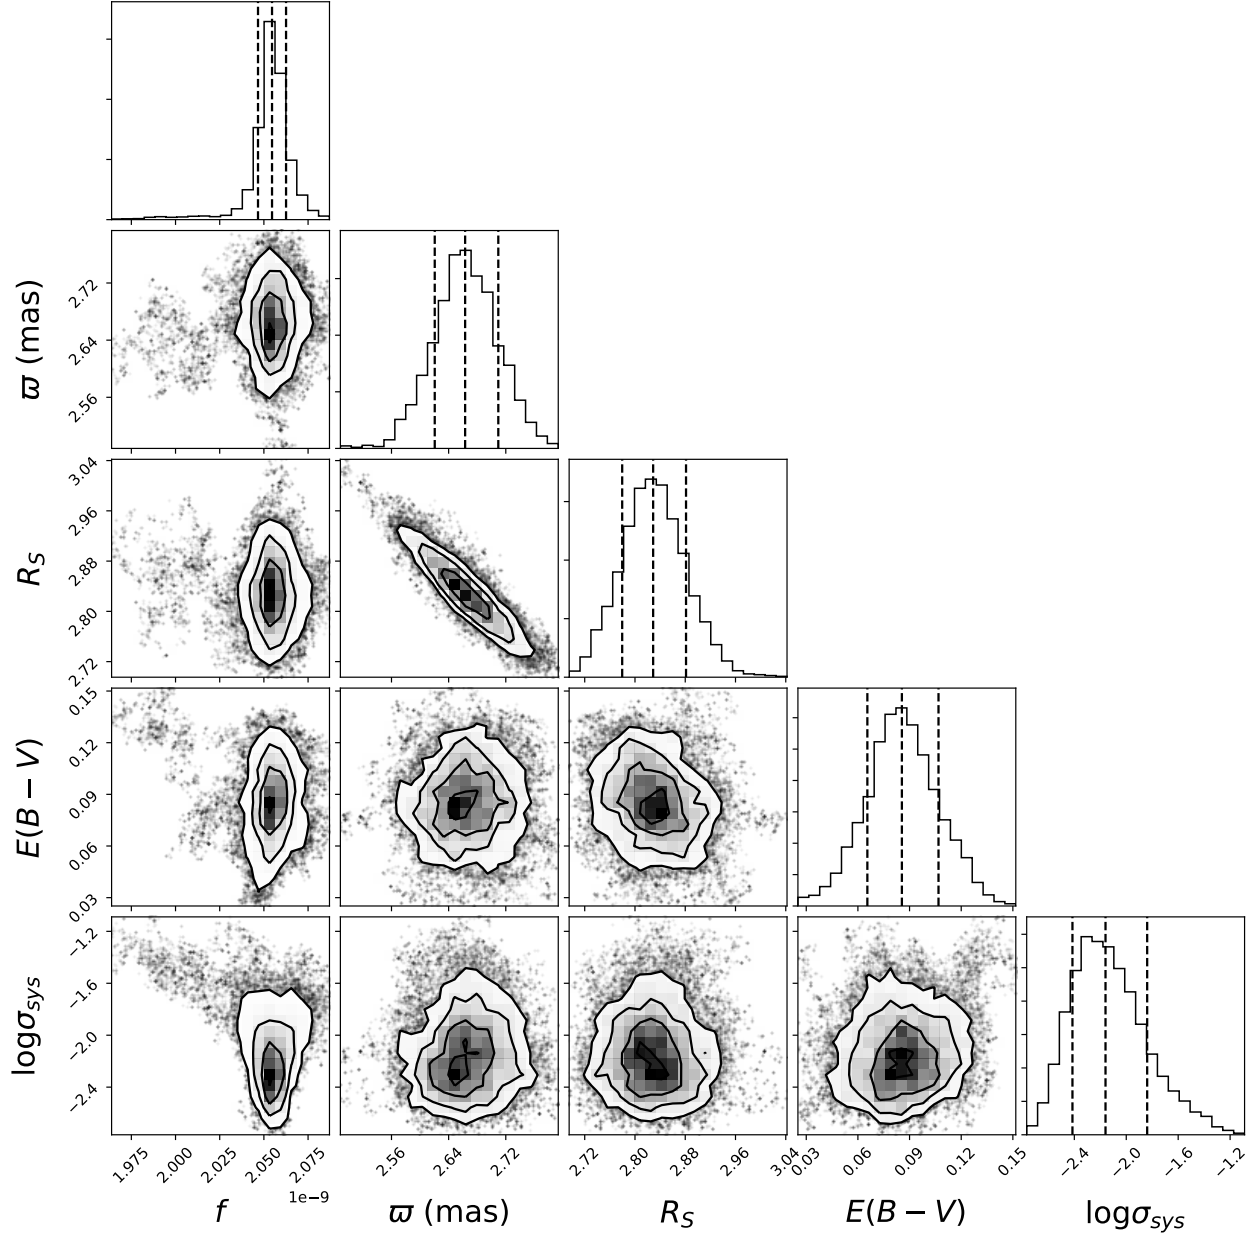 ϖ (mas)
2.72
2.64
2.56
R_S
3.04
2.96
2.88
2.80
2.72
E(B − V)
0.15
0.12
0.09
0.06
0.03
logσ_sys
−1.2
−1.6
−2.0
−2.4
1.975 2.000 2.025 2.050 2.075
1e−9
f
2.56 2.64 2.72
ϖ (mas)
2.72 2.80 2.88 2.96 3.04
R_S
0.03 0.06 0.09 0.12 0.15
E(B − V)
−2.4 −2.0 −1.6 −1.2
logσ_sys